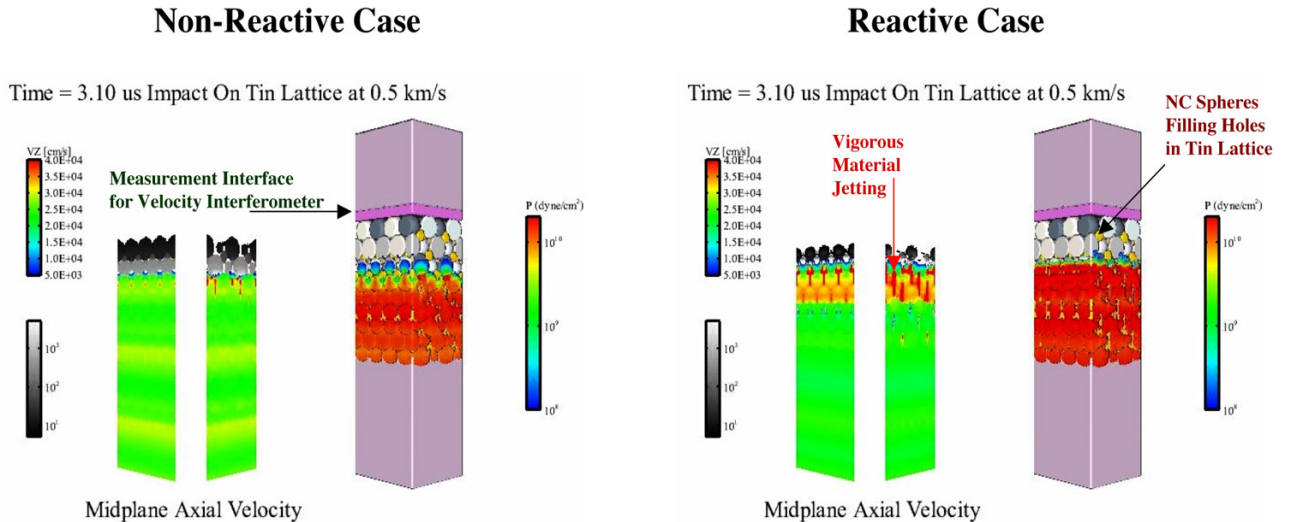 Non-Reactive Case
Time = 3.10 us Impact On Tin Lattice at 0.5 km/s
VZ [cm/s]
4.0E+04
3.5E+04
3.0E+04
2.5E+04
2.0E+04
1.5E+04
1.0E+04
5.0E+03
Measurement Interface
for Velocity Interferometer
P (dyne/cm²)
10¹⁰
10⁹
10⁸
10³
10²
10¹
Midplane Axial Velocity
Reactive Case
Time = 3.10 us Impact On Tin Lattice at 0.5 km/s
VZ [cm/s]
4.0E+04
3.5E+04
3.0E+04
2.5E+04
2.0E+04
1.5E+04
1.0E+04
5.0E+03
Vigorous
Material
Jetting
NC Spheres
Filling Holes
in Tin Lattice
P (dyne/cm²)
10¹⁰
10⁹
10⁸
10³
10²
10¹
Midplane Axial Velocity